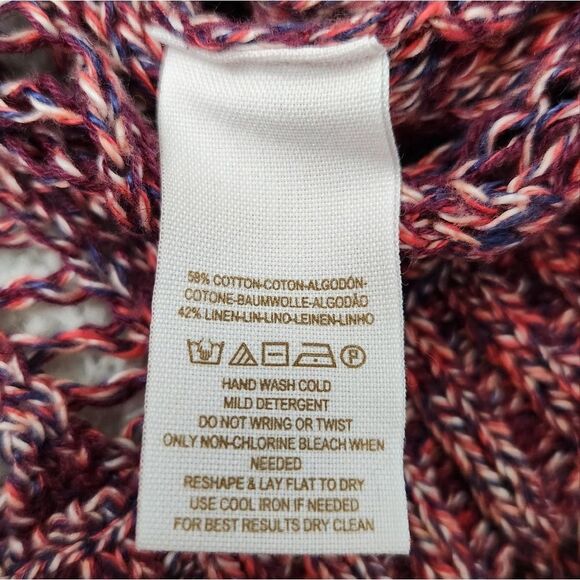 58% COTTON-COTON-ALGODÓN-
COTONE-BAUMWOLLE-ALGODÃO
42% LINEN-LIN-LINO-LEINEN-LINHO
HAND WASH COLD
MILD DETERGENT
DO NOT WRING OR TWIST
ONLY NON-CHLORINE BLEACH WHEN
NEEDED
RESHAPE & LAY FLAT TO DRY
USE COOL IRON IF NEEDED
FOR BEST RESULTS DRY CLEAN